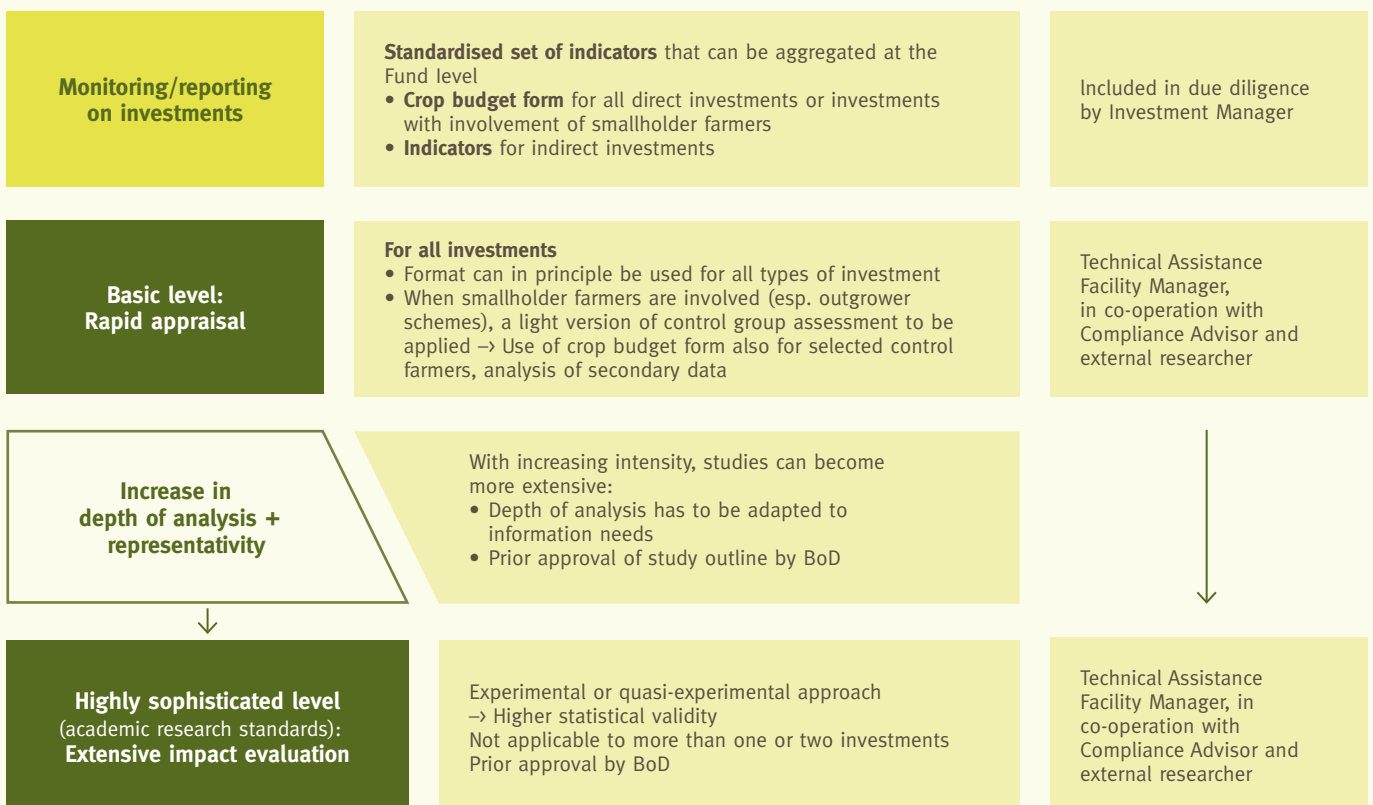 Monitoring/reporting
on investments
Standardised set of indicators that can be aggregated at the
Fund level
• Crop budget form for all direct investments or investments
with involvement of smallholder farmers
• Indicators for indirect investments
Included in due diligence
by Investment Manager
Basic level:
Rapid appraisal
For all investments
• Format can in principle be used for all types of investment
• When smallholder farmers are involved (esp. outgrower
schemes), a light version of control group assessment to be
applied –> Use of crop budget form also for selected control
farmers, analysis of secondary data
Technical Assistance
Facility Manager,
in co-operation with
Compliance Advisor and
external researcher
Increase in
depth of analysis +
representativity
With increasing intensity, studies can become
more extensive:
• Depth of analysis has to be adapted to
information needs
• Prior approval of study outline by BoD
Highly sophisticated level
(academic research standards):
Extensive impact evaluation
Experimental or quasi-experimental approach
–> Higher statistical validity
Not applicable to more than one or two investments
Prior approval by BoD
Technical Assistance
Facility Manager, in
co-operation with
Compliance Advisor and
external researcher